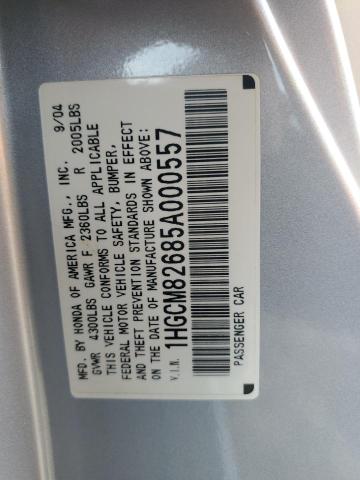 MFD. BY HONDA OF AMERICA MFG., INC. 9/04
GVWR 4300LBS GAWR F 2360LBS R 2005LBS
THIS VEHICLE CONFORMS TO ALL APPLICABLE
FEDERAL MOTOR VEHICLE SAFETY, BUMPER,
AND THEFT PREVENTION STANDARDS IN EFFECT
ON THE DATE OF MANUFACTURE SHOWN ABOVE:
V.I.N. 1HGCM82685A000557
PASSENGER CAR